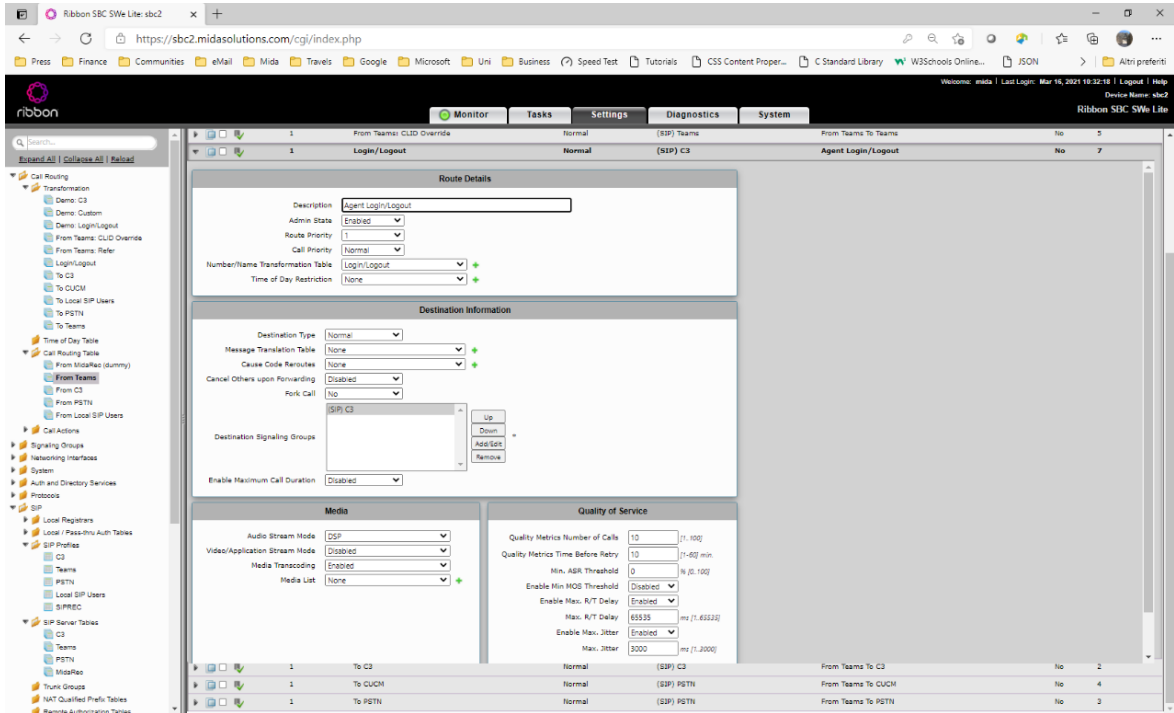 Ribbon SBC SWe Lite: sbc2
https://sbc2.midasolutions.com/cgi/index.php
Press Finance Communities eMail Mida Travels Google Microsoft Uni Business Speed Test Tutorials CSS Content Proper... C Standard Library W3Schools Online... JSON Altri preferiti
Welcome: mida | Last Login: Mar 16, 2021 10:32:18 | Logout | Help
Device Name: sbc2
ribbon
Ribbon SBC SWe Lite
Monitor Tasks Settings Diagnostics System
Search...
Expand All | Collapse All | Reload
Call Routing
Transformation
Demo: C3
Demo: Custom
Demo: Login/Logout
From Teams: CLID Override
From Teams: Refer
Login/Logout
To C3
To CUCM
To Local SIP Users
To PSTN
To Teams
Time of Day Table
Call Routing Table
From MidaRec (dummy)
From Teams
From C3
From PSTN
From Local SIP Users
Call Actions
Signaling Groups
Networking Interfaces
System
Auth and Directory Services
Protocols
SIP
Local Registrars
Local / Pass-thru Auth Tables
SIP Profiles
C3
Teams
PSTN
Local SIP Users
SIPREC
SIP Server Tables
C3
Teams
PSTN
MidaRec
Trunk Groups
NAT Qualified Prefix Tables
Remote Authorization Tables
1 From Teams: CLID Override Normal (SIP) Teams From Teams To Teams No 5
1 Login/Logout Normal (SIP) C3 Agent Login/Logout No 7
Route Details
Description Agent Login/Logout
Admin State Enabled
Route Priority 1
Call Priority Normal
Number/Name Transformation Table Login/Logout
Time of Day Restriction None
Destination Information
Destination Type Normal
Message Translation Table None
Cause Code Reroutes None
Cancel Others upon Forwarding Disabled
Fork Call No
Destination Signaling Groups (SIP) C3
Up
Down
Add/Edit
Remove
*
Enable Maximum Call Duration Disabled
Media
Audio Stream Mode DSP
Video/Application Stream Mode Disabled
Media Transcoding Enabled
Media List None
Quality of Service
Quality Metrics Number of Calls 10 [1..100]
Quality Metrics Time Before Retry 10 [1-60] min.
Min. ASR Threshold 0 % [0..100]
Enable Min MOS Threshold Disabled
Enable Max. R/T Delay Enabled
Max. R/T Delay 65535 ms [1..65535]
Enable Max. Jitter Enabled
Max. Jitter 3000 ms [1..3000]
1 To C3 Normal (SIP) C3 From Teams To C3 No 2
1 To CUCM Normal (SIP) PSTN From Teams To CUCM No 4
1 To PSTN Normal (SIP) PSTN From Teams To PSTN No 3